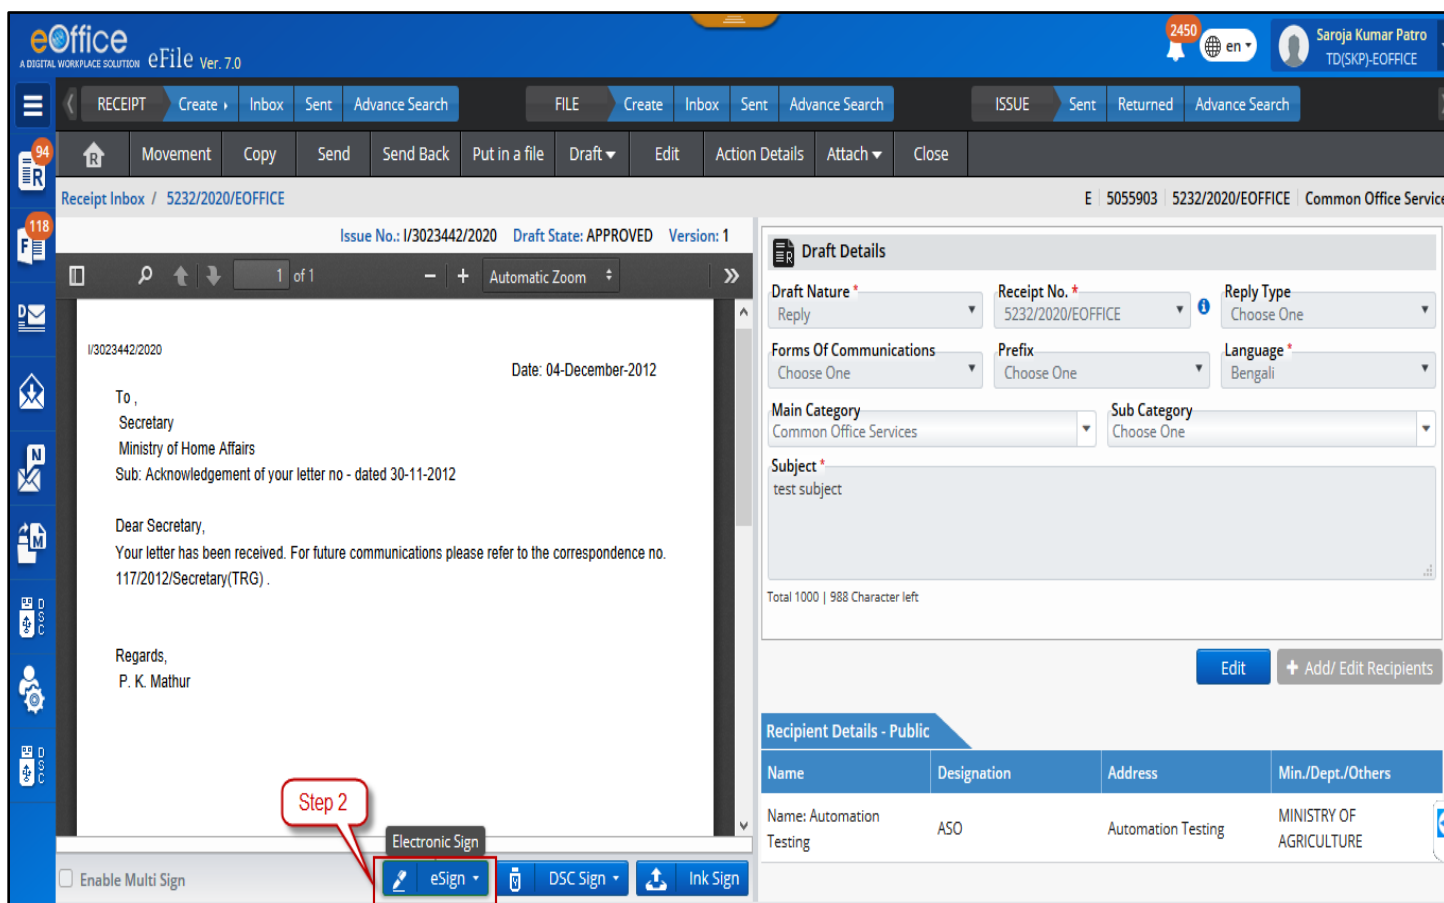 eOffice
A DIGITAL WORKPLACE SOLUTION eFile Ver. 7.0
2450
en
Saroja Kumar Patro
TD(SKP)-EOFFICE
RECEIPT Create Inbox Sent Advance Search FILE Create Inbox Sent Advance Search ISSUE Sent Returned Advance Search
94
R
118
F
D
N
M
DSC
DSC
R Movement Copy Send Send Back Put in a file Draft Edit Action Details Attach Close
Receipt Inbox / 5232/2020/EOFFICE E 5055903 5232/2020/EOFFICE Common Office Service
Issue No.: I/3023442/2020 Draft State: APPROVED Version: 1
1 of 1 Automatic Zoom
I/3023442/2020
Date: 04-December-2012
To ,
Secretary
Ministry of Home Affairs
Sub: Acknowledgement of your letter no - dated 30-11-2012
Dear Secretary,
Your letter has been received. For future communications please refer to the correspondence no.
117/2012/Secretary(TRG) .
Regards,
P. K. Mathur
Step 2
Electronic Sign
Enable Multi Sign eSign DSC Sign Ink Sign
R Draft Details
Draft Nature * Receipt No. * Reply Type
Reply 5232/2020/EOFFICE Choose One
Forms Of Communications Prefix Language *
Choose One Choose One Bengali
Main Category Sub Category
Common Office Services Choose One
Subject *
test subject
Total 1000 | 988 Character left
Edit + Add/ Edit Recipients
Recipient Details - Public
Name Designation Address Min./Dept./Others
Name: Automation Testing ASO Automation Testing MINISTRY OF AGRICULTURE